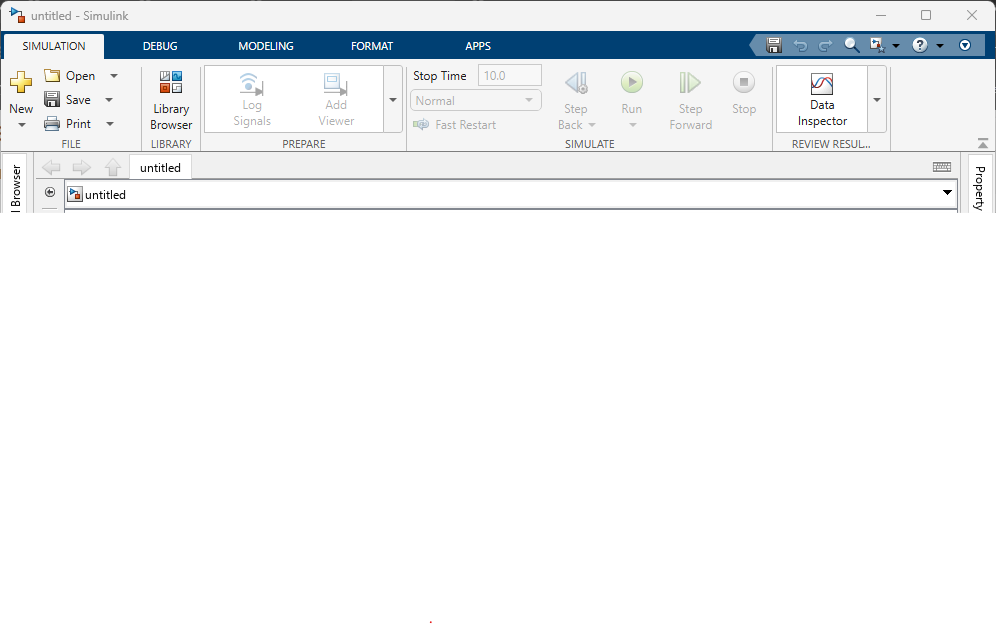 untitled - Simulink
SIMULATION DEBUG MODELING FORMAT APPS
New
Open
Save
Print
FILE
Library
Browser
LIBRARY
Log
Signals
Add
Viewer
PREPARE
Stop Time 10.0
Normal
Fast Restart
Step
Back
Run
Step
Forward
Stop
SIMULATE
Data
Inspector
REVIEW RESUL...
Browser
untitled
untitled
Property